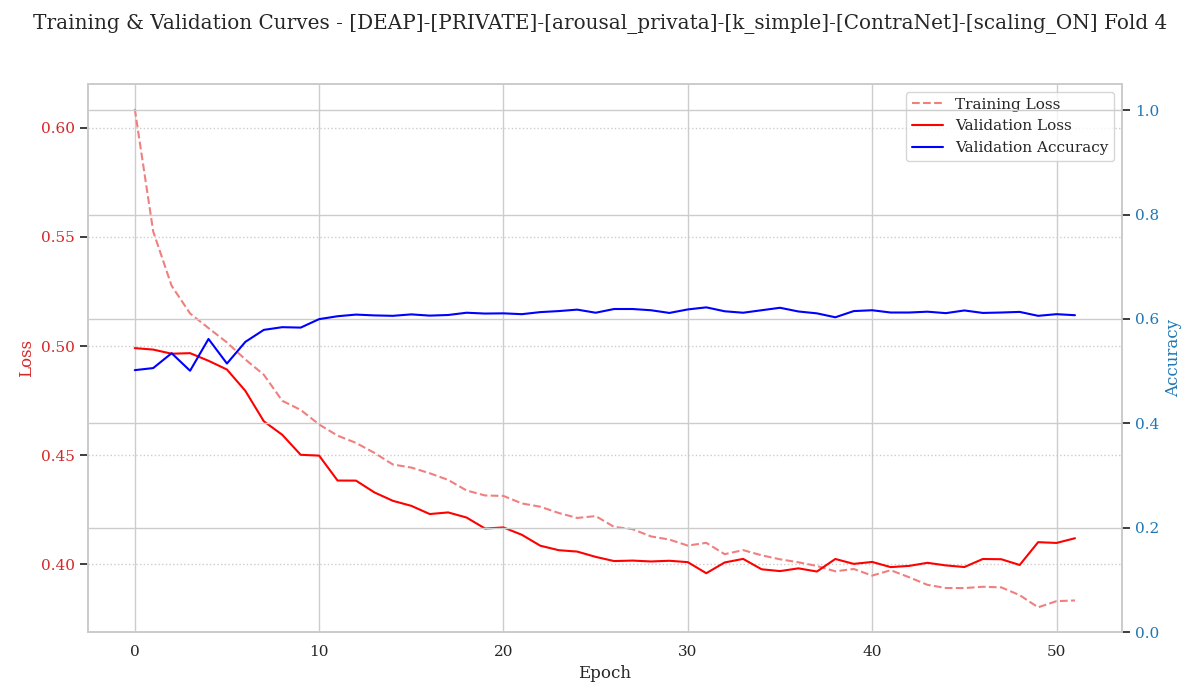 Training & Validation Curves - [DEAP]-[PRIVATE]-[arousal_privata]-[k_simple]-[ContraNet]-[scaling_ON] Fold 4
Training Loss
Validation Loss
Validation Accuracy
Loss
0.60
0.55
0.50
0.45
0.40
1.0
0.8
0.6
0.4
0.2
0.0
Accuracy
0
10
20
30
40
50
Epoch